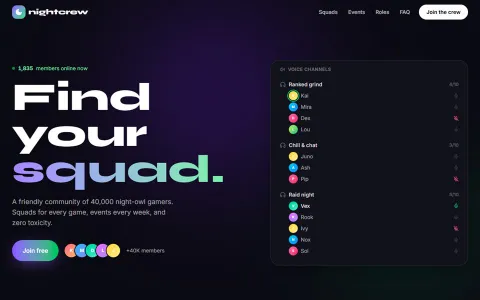 nightcrew
Squads Events Roles FAQ Join the crew
1,835 members online now
Find
your
squad.
A friendly community of 40,000 night-owl gamers.
Squads for every game, events every week, and
zero toxicity.
Join free
+40K members
VOICE CHANNELS
Ranked grind
Kai
Mira
Des
Lou
Chill & chat
Juno
Ash
Pip
Raid night
Vex
Rook
Ivy
Nox
Sol